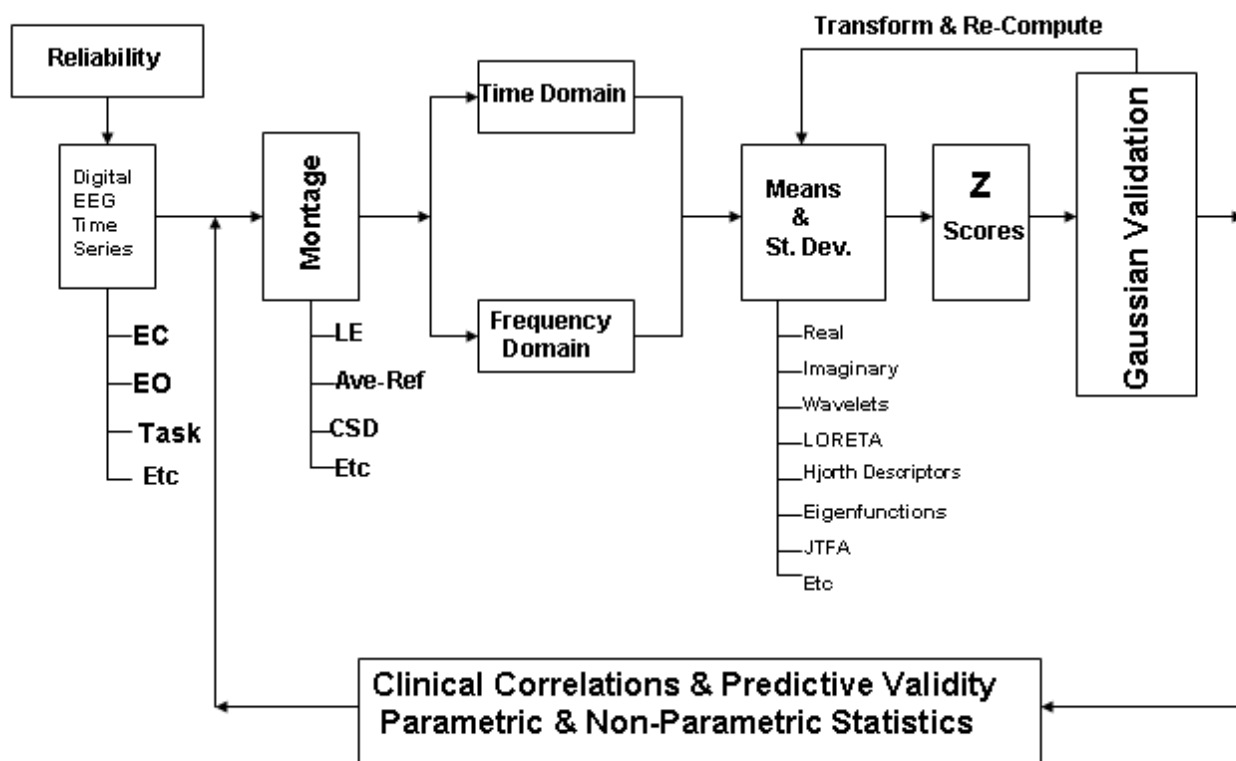 Transform & Re-Compute
Reliability
Digital
EEG
Time
Series
EC
EO
Task
Etc
Montage
LE
Ave-Ref
CSD
Etc
Time Domain
Frequency
Domain
Means
&
St. Dev.
Real
Imaginary
Wavelets
LORETA
Hjorth Descriptors
Eigenfunctions
JTFA
Etc
Z
Scores
Gaussian Validation
Clinical Correlations & Predictive Validity
Parametric & Non-Parametric Statistics